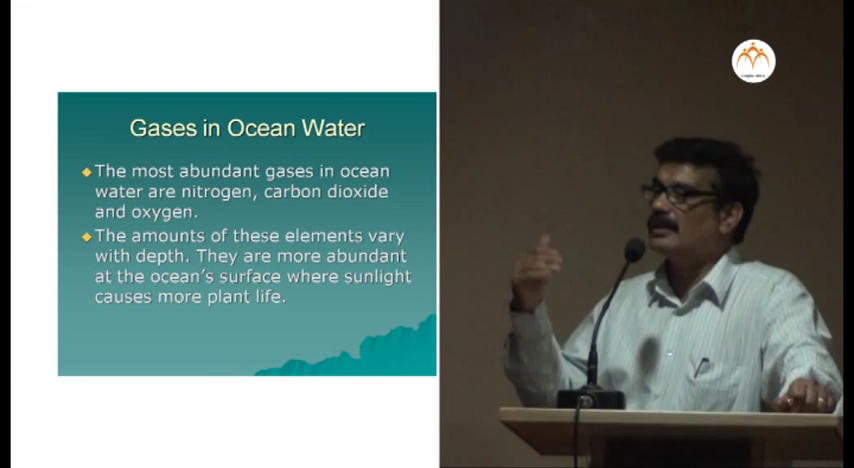 Gases in Ocean Water
The most abundant gases in ocean
water are nitrogen, carbon dioxide
and oxygen.
The amounts of these elements vary
with depth. They are more abundant
at the ocean's surface where sunlight
causes more plant life.